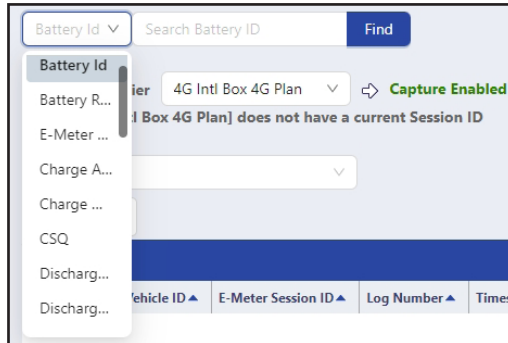 Battery Id Search Battery ID Find
Battery Id
Battery R... 4G Intl Box 4G Plan Capture Enabled
Box 4G Plan] does not have a current Session ID
E-Meter ...
Charge A...
Charge ...
CSQ
Discharg...
Discharg...
Vehicle ID E-Meter Session ID Log Number Times